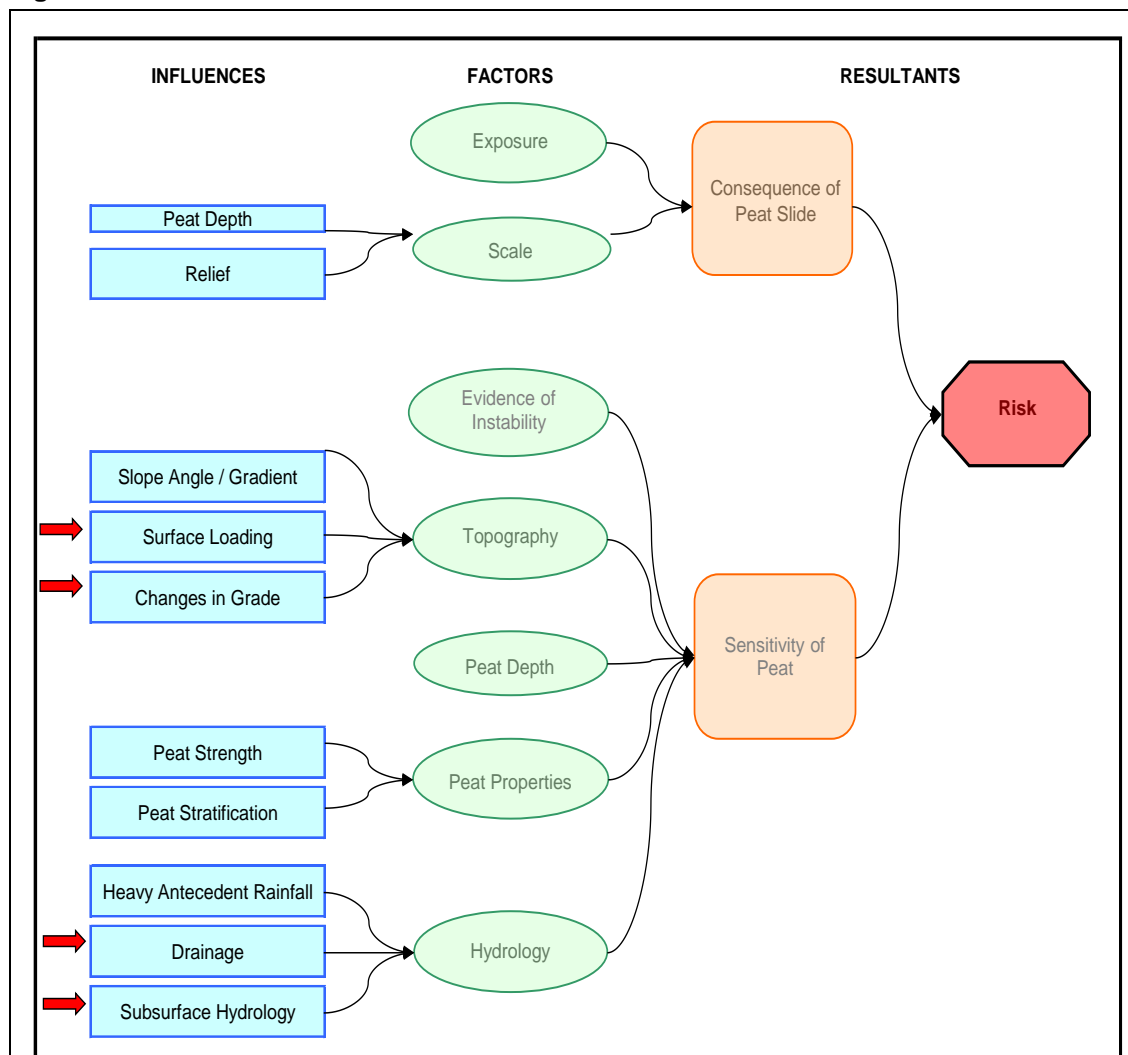 INFLUENCES FACTORS RESULTANTS
Exposure
Consequence of
Peat Slide
Peat Depth
Scale
Relief
Evidence of
Instability
Risk
Slope Angle / Gradient
Surface Loading
Topography
Changes in Grade
Peat Depth
Sensitivity of
Peat
Peat Strength
Peat Properties
Peat Stratification
Heavy Antecedent Rainfall
Drainage
Hydrology
Subsurface Hydrology